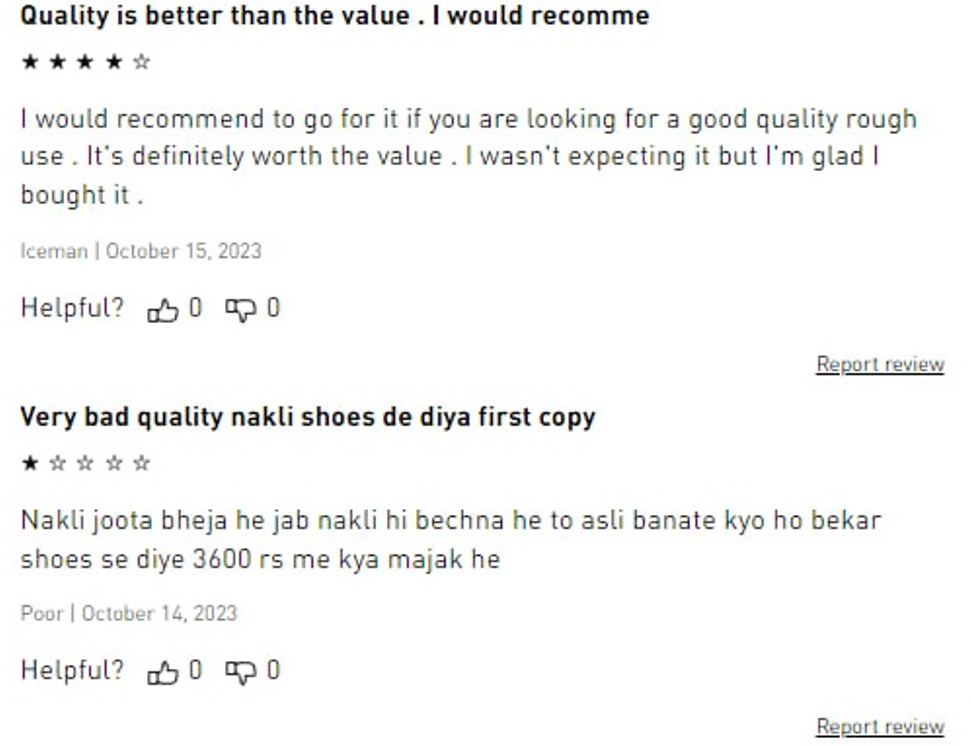 Quality is better than the value . I would recomme
I would recommend to go for it if you are looking for a good quality rough
use . It's definitely worth the value . I wasn't expecting it but I'm glad I
bought it .
Iceman | October 15, 2023
Helpful? 0 0
Report review
Very bad quality nakli shoes de diya first copy
Nakli joota bheja he jab nakli hi bechna he to asli banate kyo ho bekar
shoes se diye 3600 rs me kya majak he
Poor | October 14, 2023
Helpful? 0 0
Report review